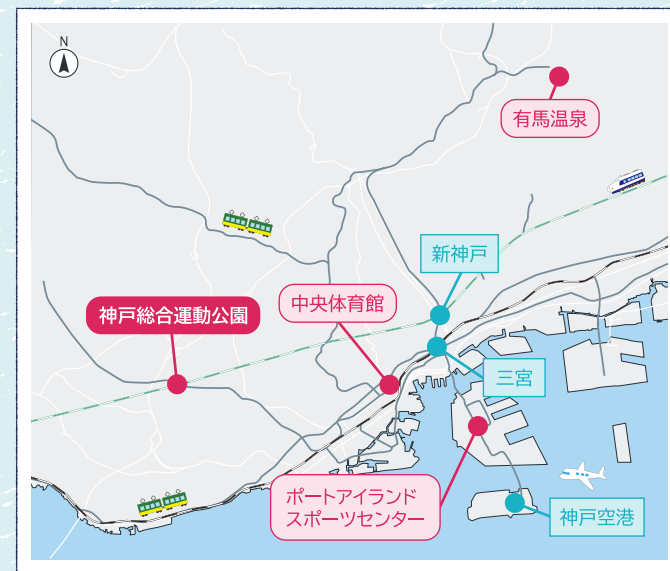 N
有馬温泉
新神戸
中央体育館
神戸総合運動公園
三宮
ポートアイランド
スポーツセンター
神戸空港